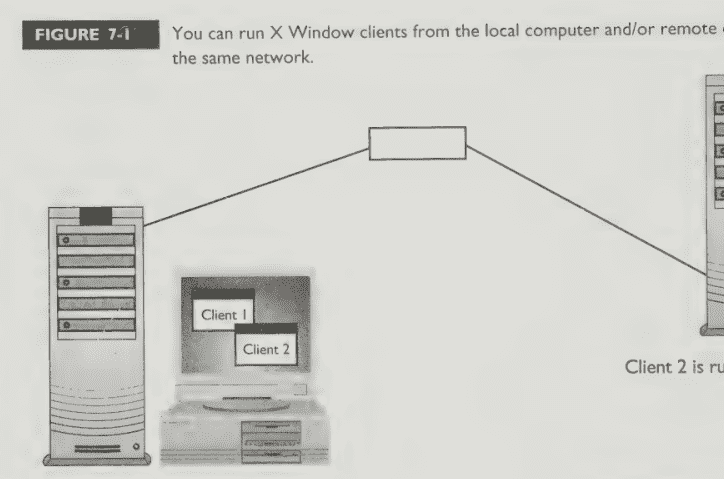 FIGURE 7-1
You can run X Window clients from the local computer and/or remote
the same network.
Client 1
Client 2
Client 2 is ru